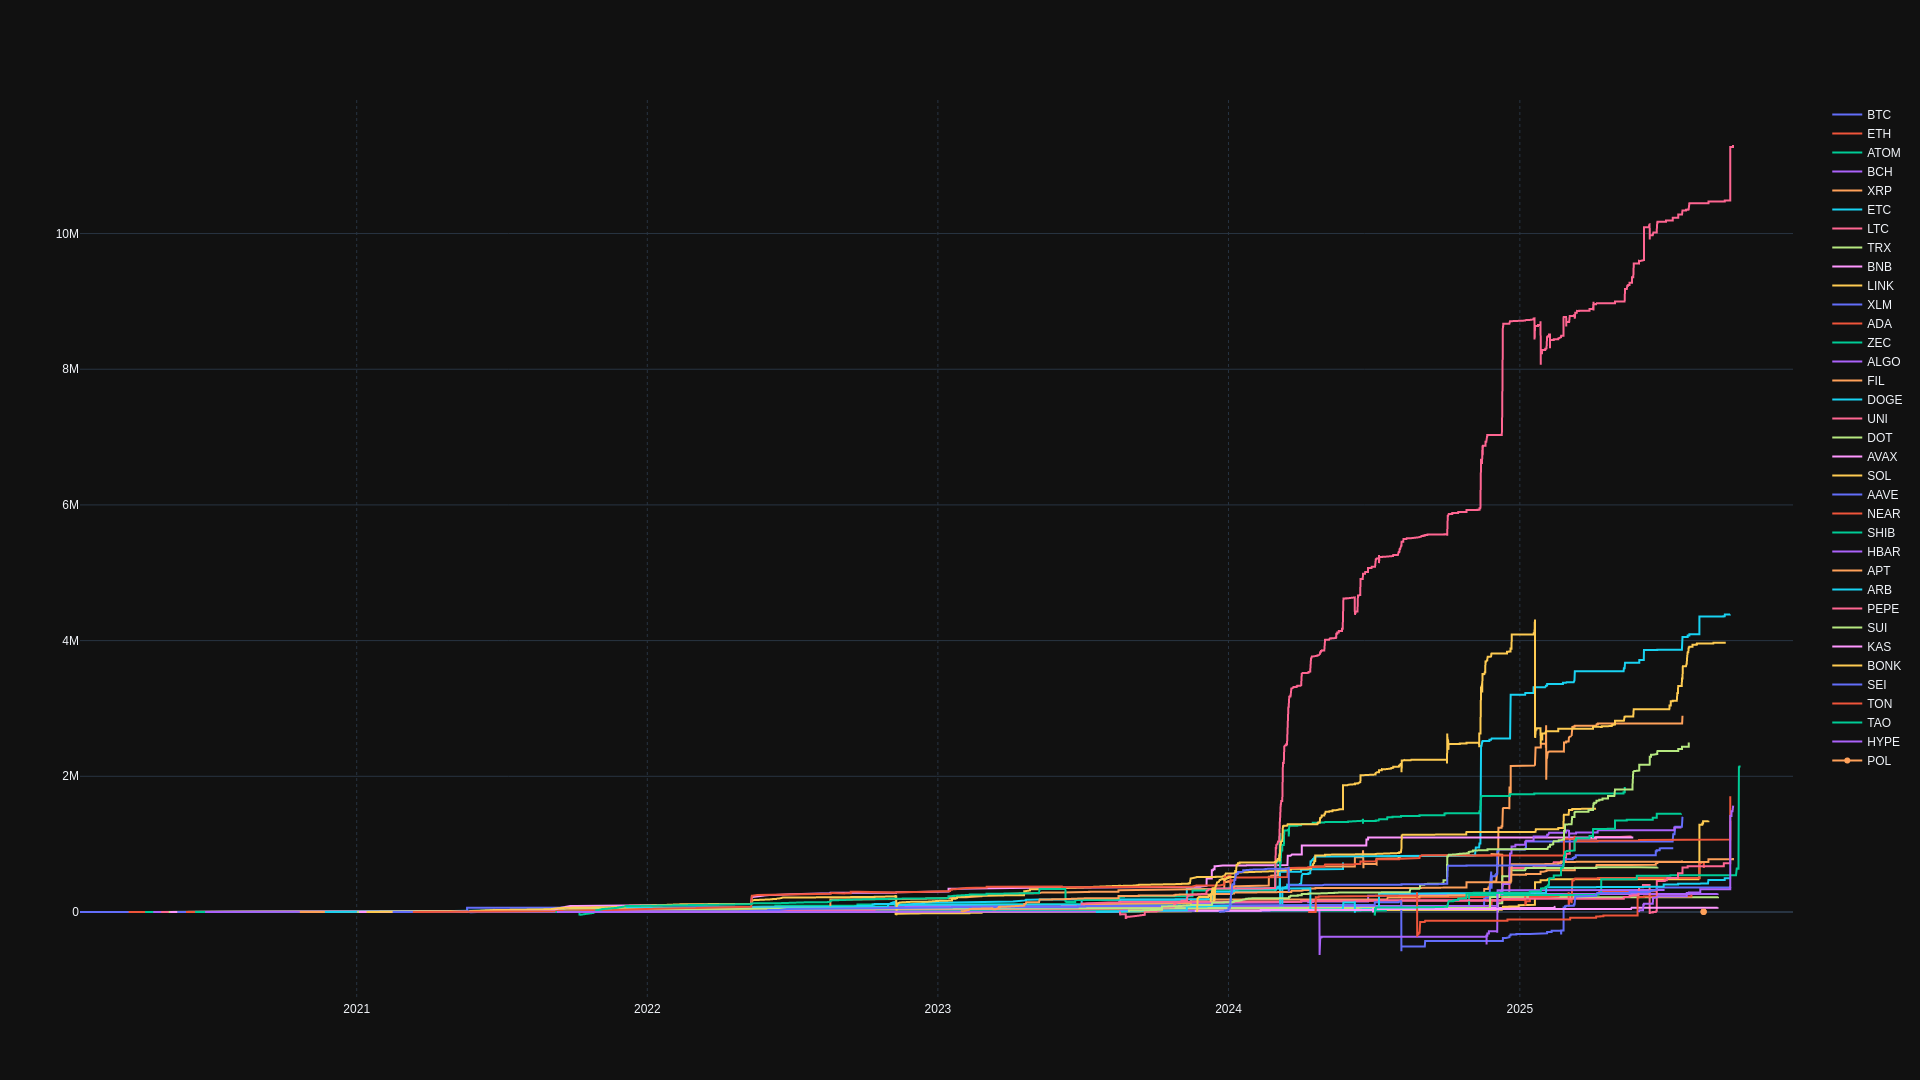 10M
8M
6M
4M
2M
0
2021
2022
2023
2024
2025
BTC
ETH
ATOM
BCH
XRP
ETC
LTC
TRX
BNB
LINK
XLM
ADA
ZEC
ALGO
FIL
DOGE
UNI
DOT
AVAX
SOL
AAVE
NEAR
SHIB
HBAR
APT
ARB
PEPE
SUI
KAS
BONK
SEI
TON
TAO
HYPE
POL